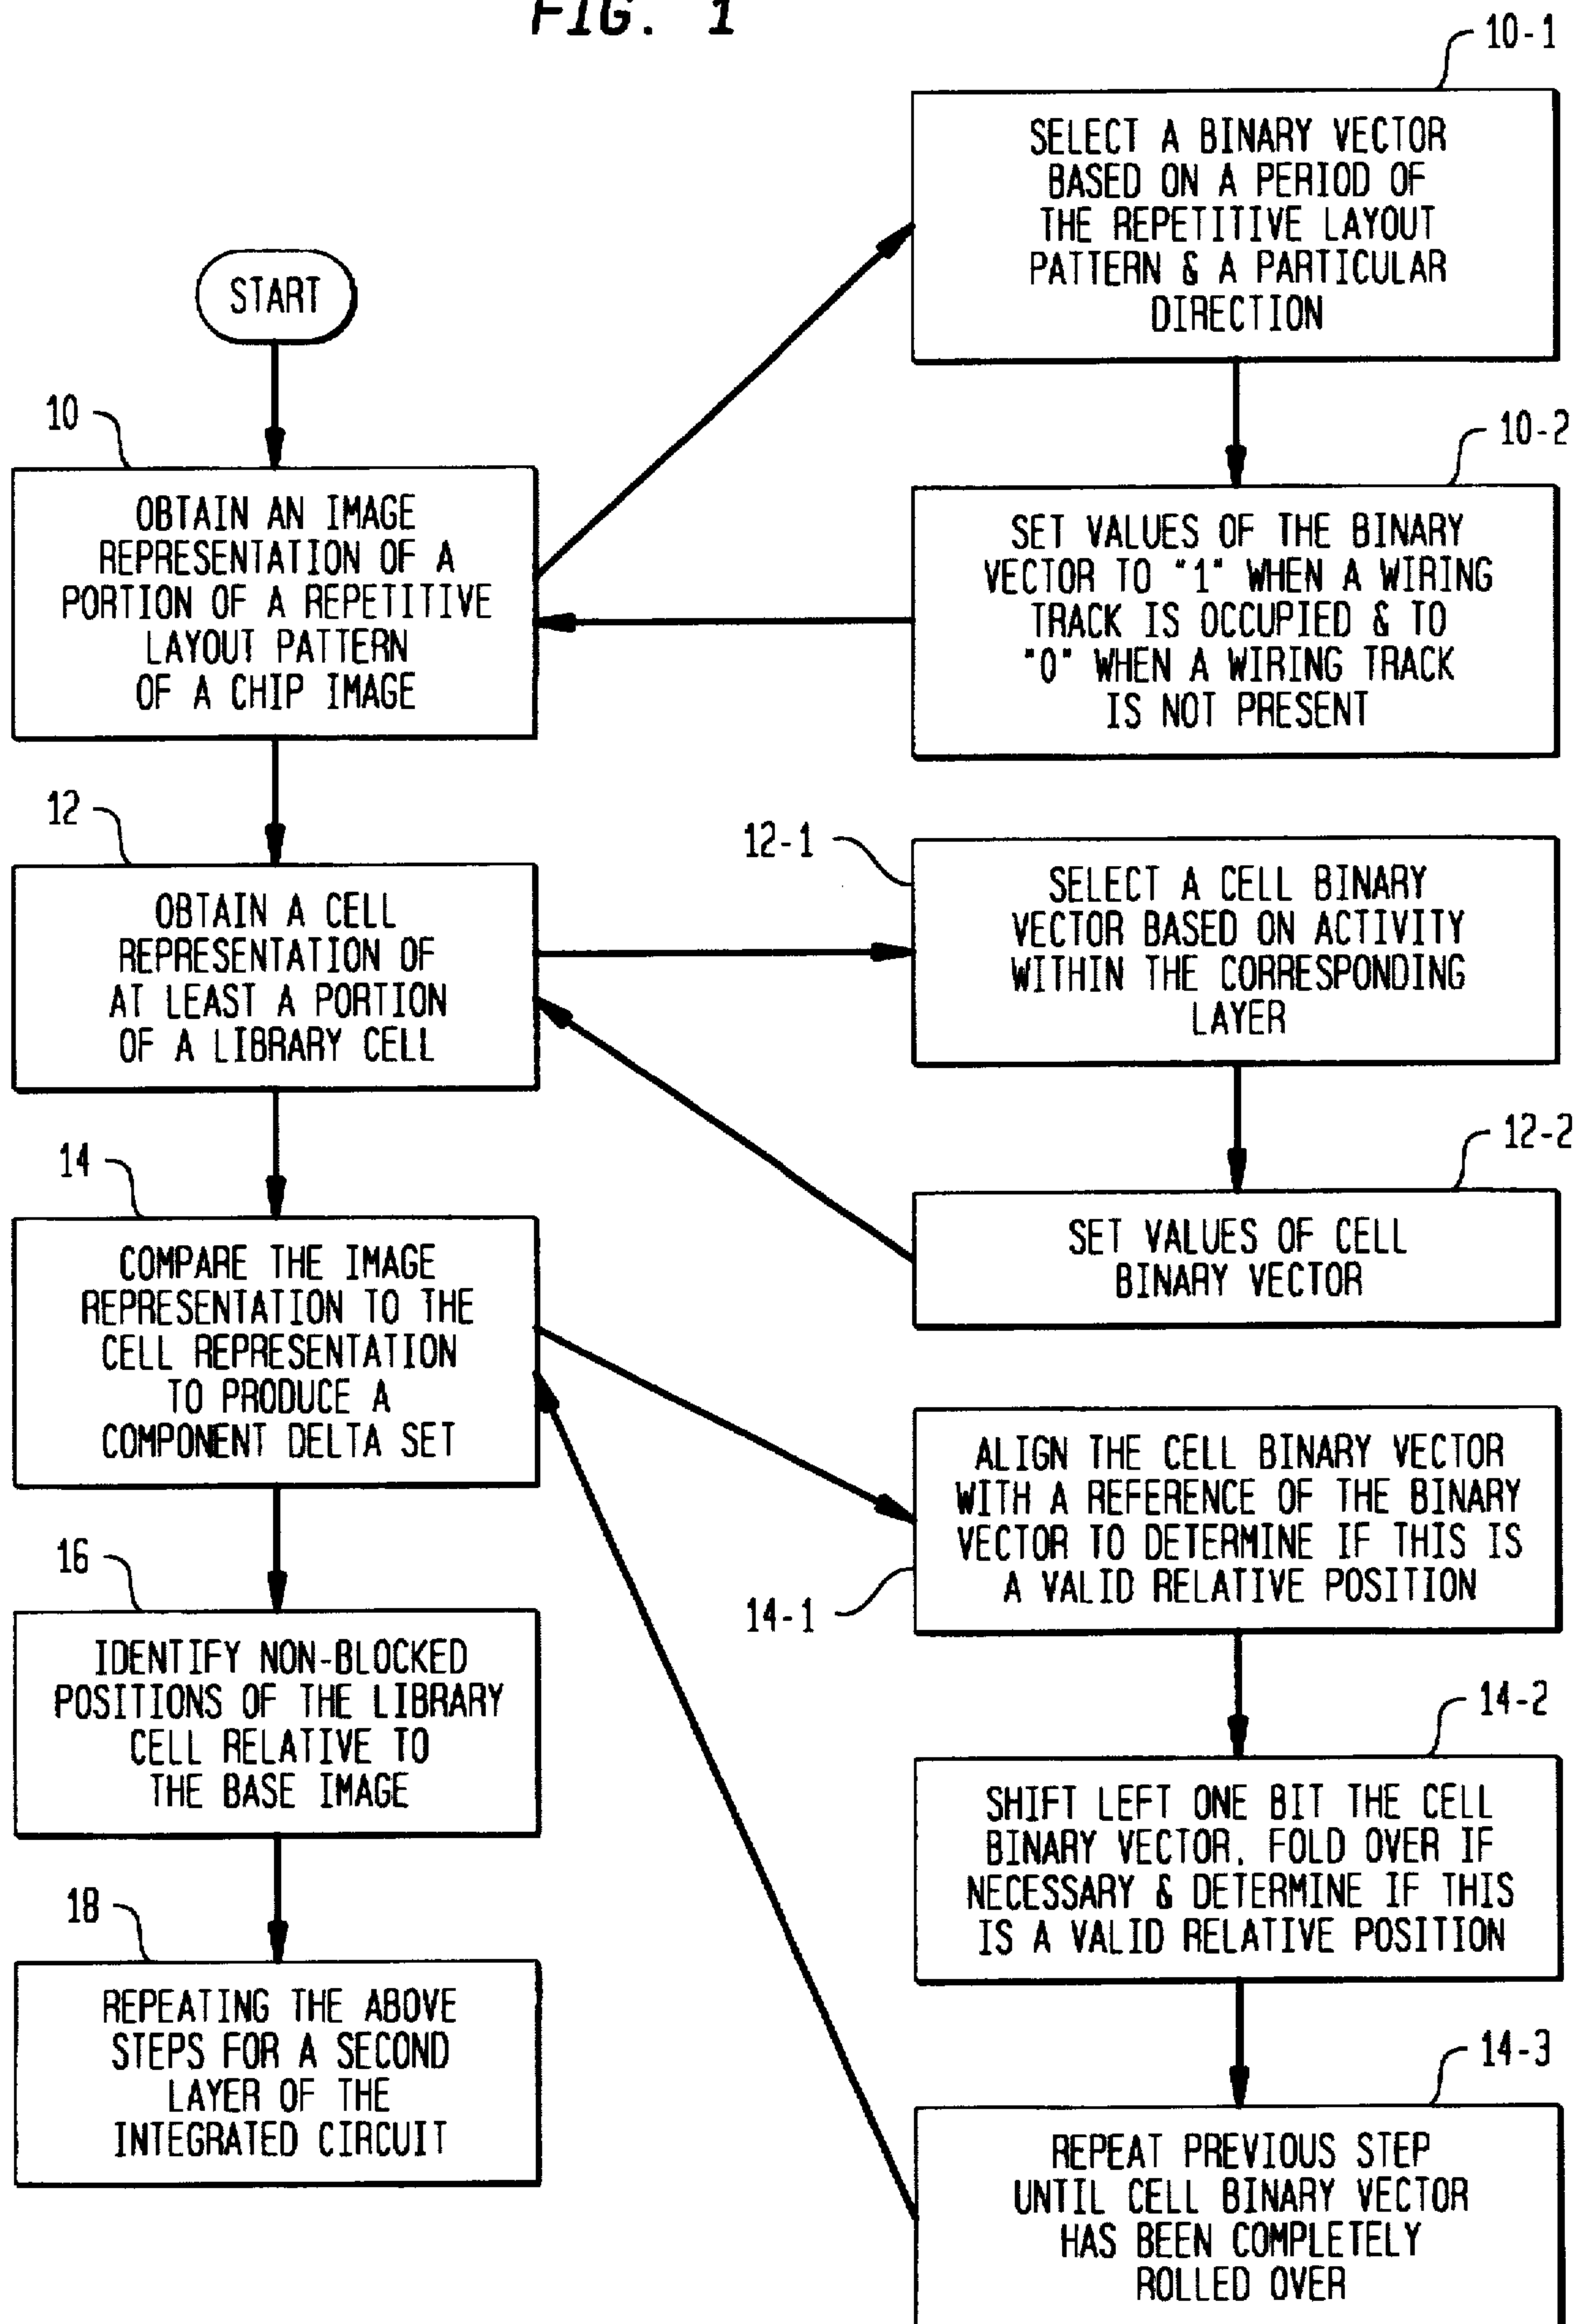 FIG. 1
START
10
OBTAIN AN IMAGE
REPRESENTATION OF A
PORTION OF A REPETITIVE
LAYOUT PATTERN
OF A CHIP IMAGE
10-1
SELECT A BINARY VECTOR
BASED ON A PERIOD OF
THE REPETITIVE LAYOUT
PATTERN & A PARTICULAR
DIRECTION
10-2
SET VALUES OF THE BINARY
VECTOR TO "1" WHEN A WIRING
TRACK IS OCCUPIED & TO
"0" WHEN A WIRING TRACK
IS NOT PRESENT
12
OBTAIN A CELL
REPRESENTATION OF
AT LEAST A PORTION
OF A LIBRARY CELL
12-1
SELECT A CELL BINARY
VECTOR BASED ON ACTIVITY
WITHIN THE CORRESPONDING
LAYER
12-2
SET VALUES OF CELL
BINARY VECTOR
14
COMPARE THE IMAGE
REPRESENTATION TO THE
CELL REPRESENTATION
TO PRODUCE A
COMPONENT DELTA SET
14-1
ALIGN THE CELL BINARY VECTOR
WITH A REFERENCE OF THE BINARY
VECTOR TO DETERMINE IF THIS IS
A VALID RELATIVE POSITION
14-2
SHIFT LEFT ONE BIT THE CELL
BINARY VECTOR, FOLD OVER IF
NECESSARY & DETERMINE IF THIS
IS A VALID RELATIVE POSITION
14-3
REPEAT PREVIOUS STEP
UNTIL CELL BINARY VECTOR
HAS BEEN COMPLETELY
ROLLED OVER
16
IDENTIFY NON-BLOCKED
POSITIONS OF THE LIBRARY
CELL RELATIVE TO
THE BASE IMAGE
18
REPEATING THE ABOVE
STEPS FOR A SECOND
LAYER OF THE
INTEGRATED CIRCUIT